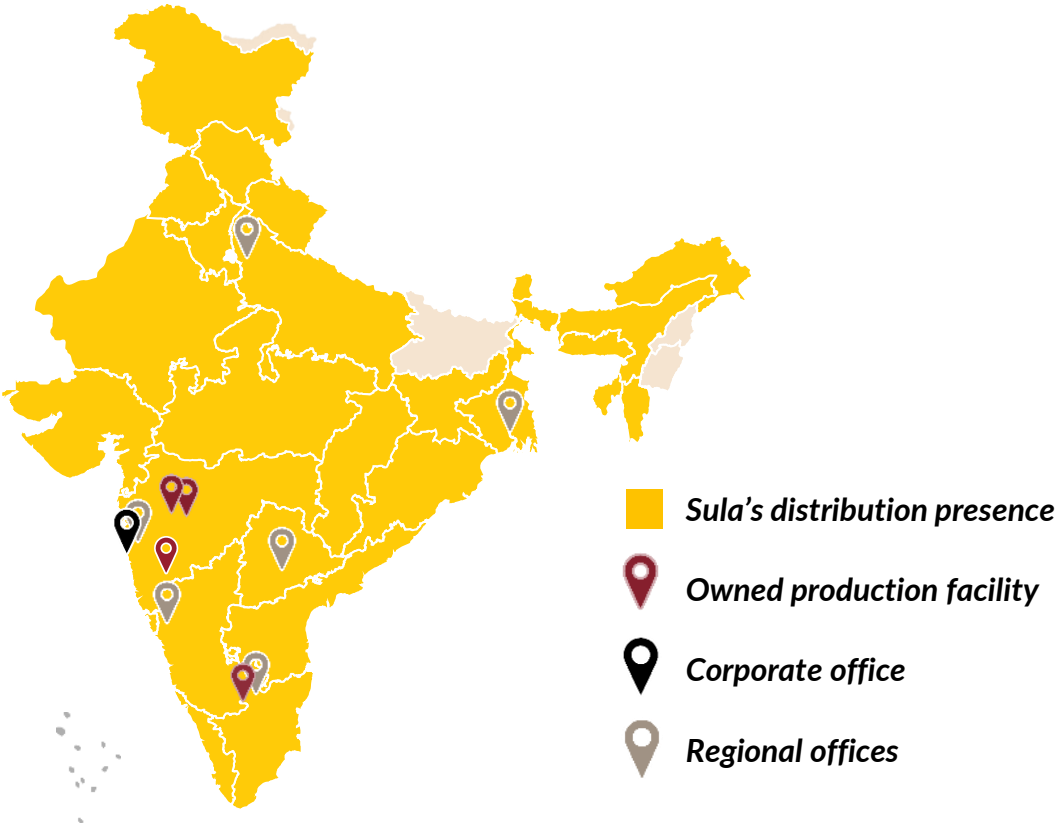 Sula’s distribution presence
Owned production facility
Corporate office
Regional offices